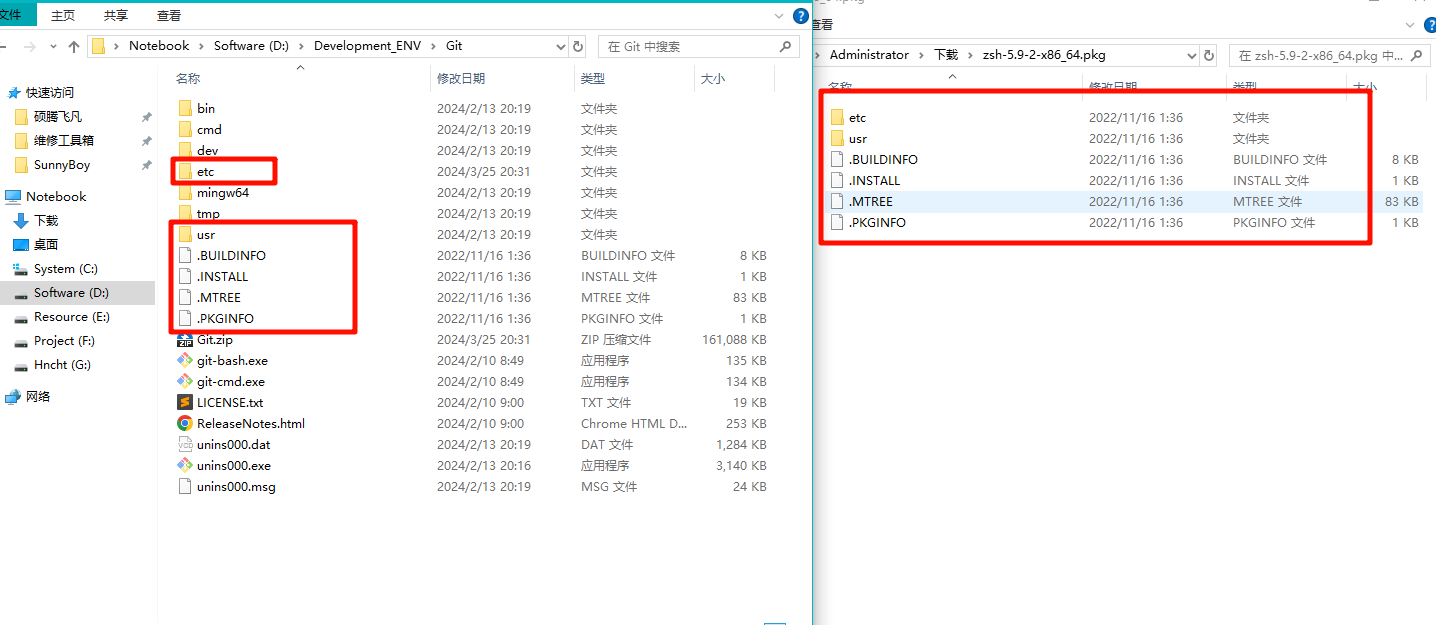 文件 主页 共享 查看
Notebook Software (D:) Development_ENV Git
在 Git 中搜索
快速访问
硕腾飞凡
维修工具箱
SunnyBoy
Notebook
下载
桌面
System (C:)
Software (D:)
Resource (E:)
Project (F:)
Hncht (G:)
网络
名称 修改日期 类型 大小
bin 2024/2/13 20:19 文件夹
cmd 2024/2/13 20:19 文件夹
dev 2024/2/13 20:19 文件夹
etc 2024/3/25 20:31 文件夹
mingw64 2024/2/13 20:19 文件夹
tmp 2024/2/13 20:19 文件夹
usr 2024/2/13 20:19 文件夹
.BUILDINFO 2022/11/16 1:36 BUILDINFO 文件 8 KB
.INSTALL 2022/11/16 1:36 INSTALL 文件 1 KB
.MTREE 2022/11/16 1:36 MTREE 文件 83 KB
.PKGINFO 2022/11/16 1:36 PKGINFO 文件 1 KB
Git.zip 2024/3/25 20:31 ZIP 压缩文件 161,088 KB
git-bash.exe 2024/2/10 8:49 应用程序 135 KB
git-cmd.exe 2024/2/10 8:49 应用程序 134 KB
LICENSE.txt 2024/2/10 9:00 TXT 文件 19 KB
ReleaseNotes.html 2024/2/10 9:00 Chrome HTML D... 253 KB
unins000.dat 2024/2/13 20:19 DAT 文件 1,284 KB
unins000.exe 2024/2/13 20:16 应用程序 3,140 KB
unins000.msg 2024/2/13 20:19 MSG 文件 24 KB
查看
Administrator 下载 zsh-5.9-2-x86_64.pkg
在 zsh-5.9-2-x86_64.pkg 中...
名称 修改日期 类型 大小
etc 2022/11/16 1:36 文件夹
usr 2022/11/16 1:36 文件夹
.BUILDINFO 2022/11/16 1:36 BUILDINFO 文件 8 KB
.INSTALL 2022/11/16 1:36 INSTALL 文件 1 KB
.MTREE 2022/11/16 1:36 MTREE 文件 83 KB
.PKGINFO 2022/11/16 1:36 PKGINFO 文件 1 KB